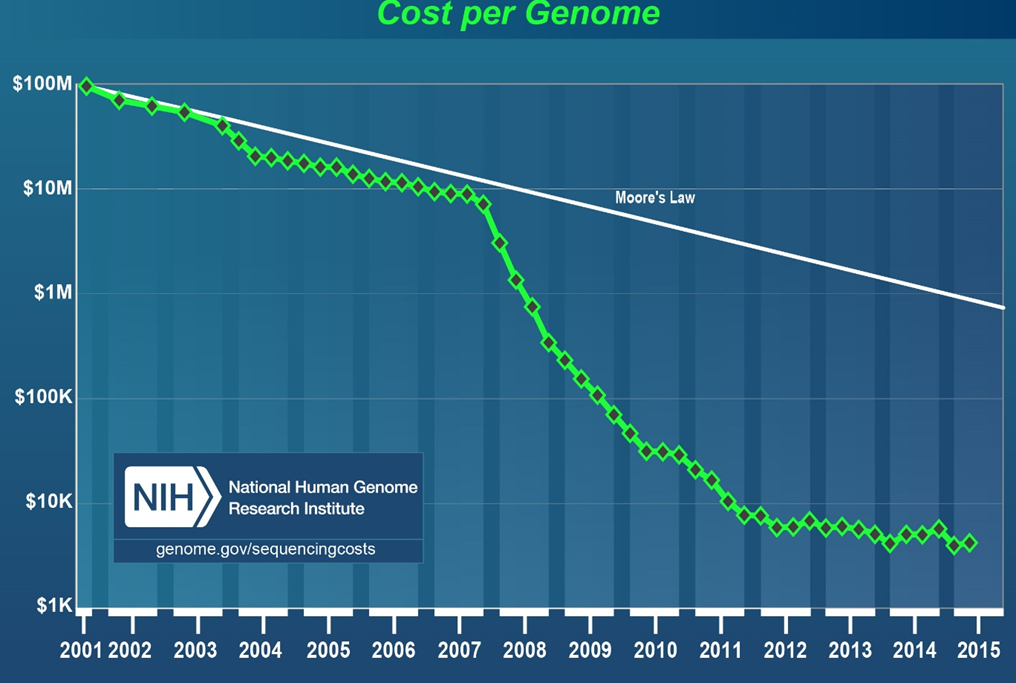 Cost per Genome
$100M
$10M
Moore's Law
$1M
$100K
$10K
NIH National Human Genome
Research Institute
genome.gov/sequencingcosts
$1K
2001 2002 2003 2004 2005 2006 2007 2008 2009 2010 2011 2012 2013 2014 2015